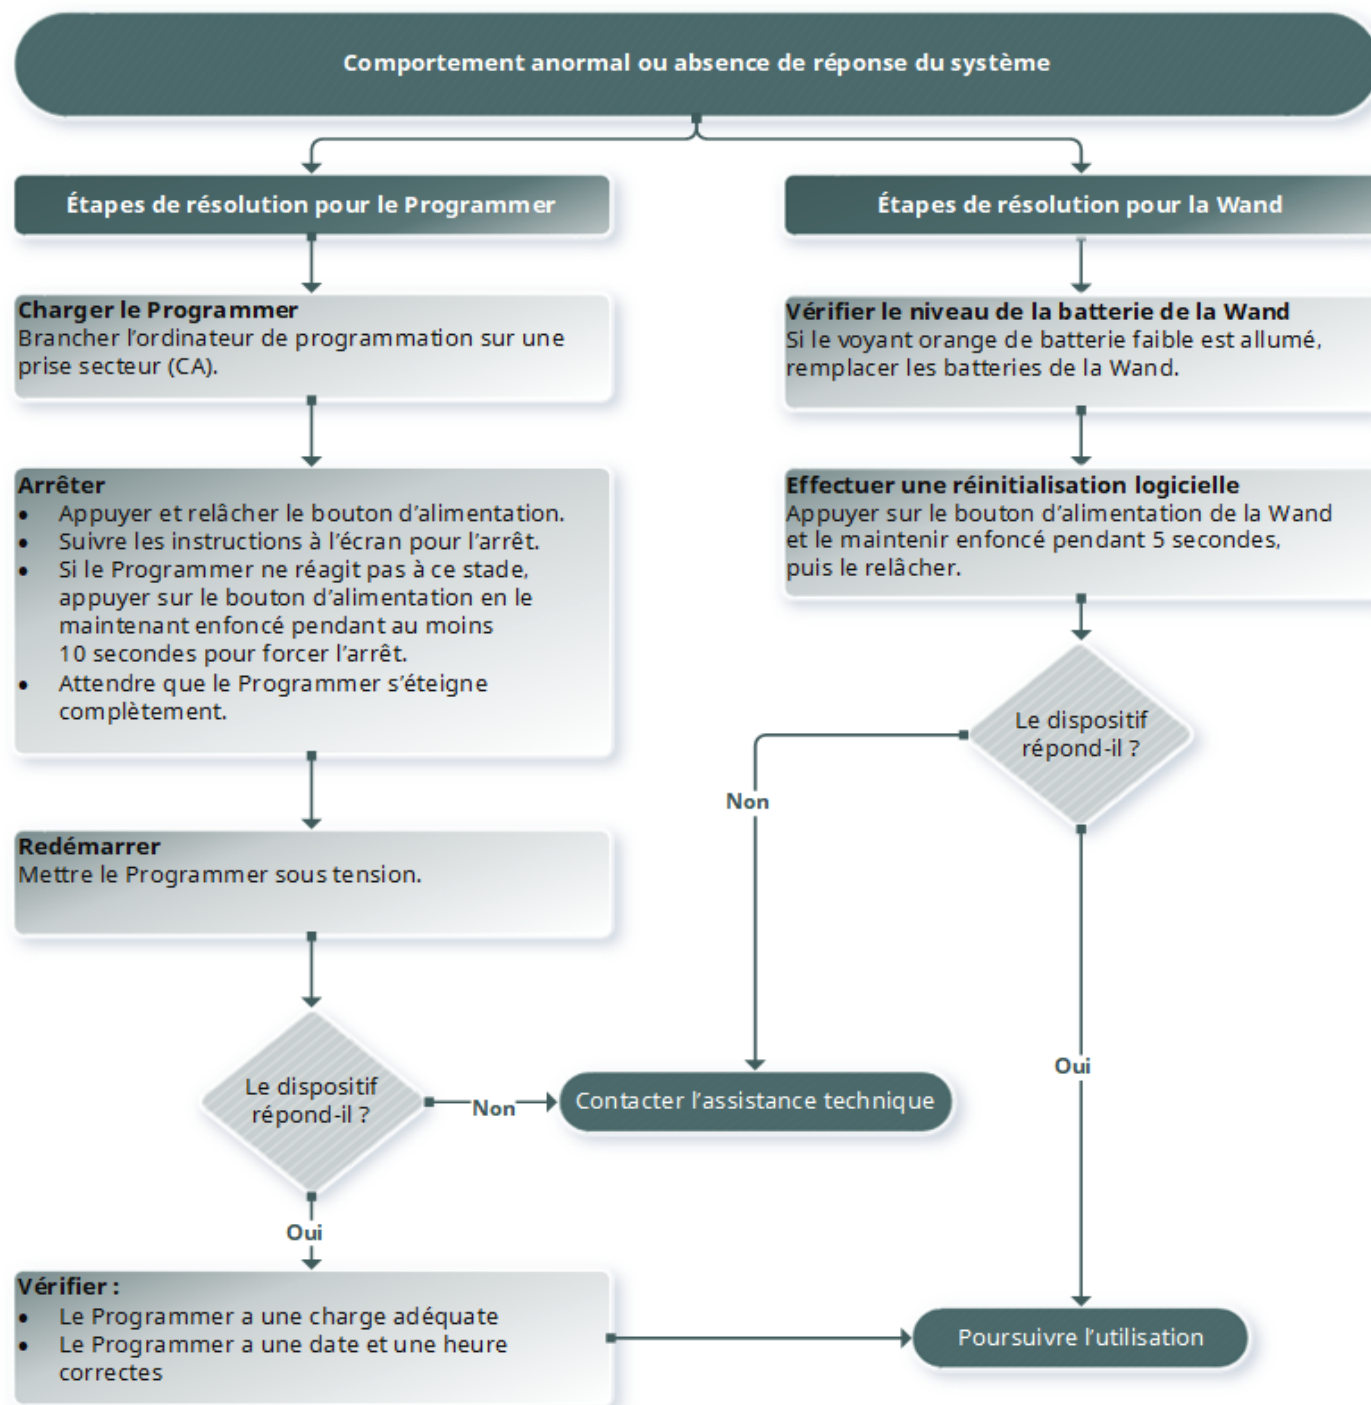 Comportement anormal ou absence de réponse du système
Étapes de résolution pour le Programmer
Charger le Programmer
Brancher l'ordinateur de programmation sur une
prise secteur (CA).
Arrêter
• Appuyer et relâcher le bouton d'alimentation.
• Suivre les instructions à l'écran pour l'arrêt.
• Si le Programmer ne réagit pas à ce stade,
appuyer sur le bouton d'alimentation en le
maintenant enfoncé pendant au moins
10 secondes pour forcer l'arrêt.
• Attendre que le Programmer s'éteigne
complètement.
Redémarrer
Mettre le Programmer sous tension.
Le dispositif
répond-il ?
Non
Oui
Vérifier :
• Le Programmer a une charge adéquate
• Le Programmer a une date et une heure
correctes
Étapes de résolution pour la Wand
Vérifier le niveau de la batterie de la Wand
Si le voyant orange de batterie faible est allumé,
remplacer les batteries de la Wand.
Effectuer une réinitialisation logicielle
Appuyer sur le bouton d'alimentation de la Wand
et le maintenir enfoncé pendant 5 secondes,
puis le relâcher.
Le dispositif
répond-il ?
Non
Oui
Contacter l'assistance technique
Poursuivre l'utilisation